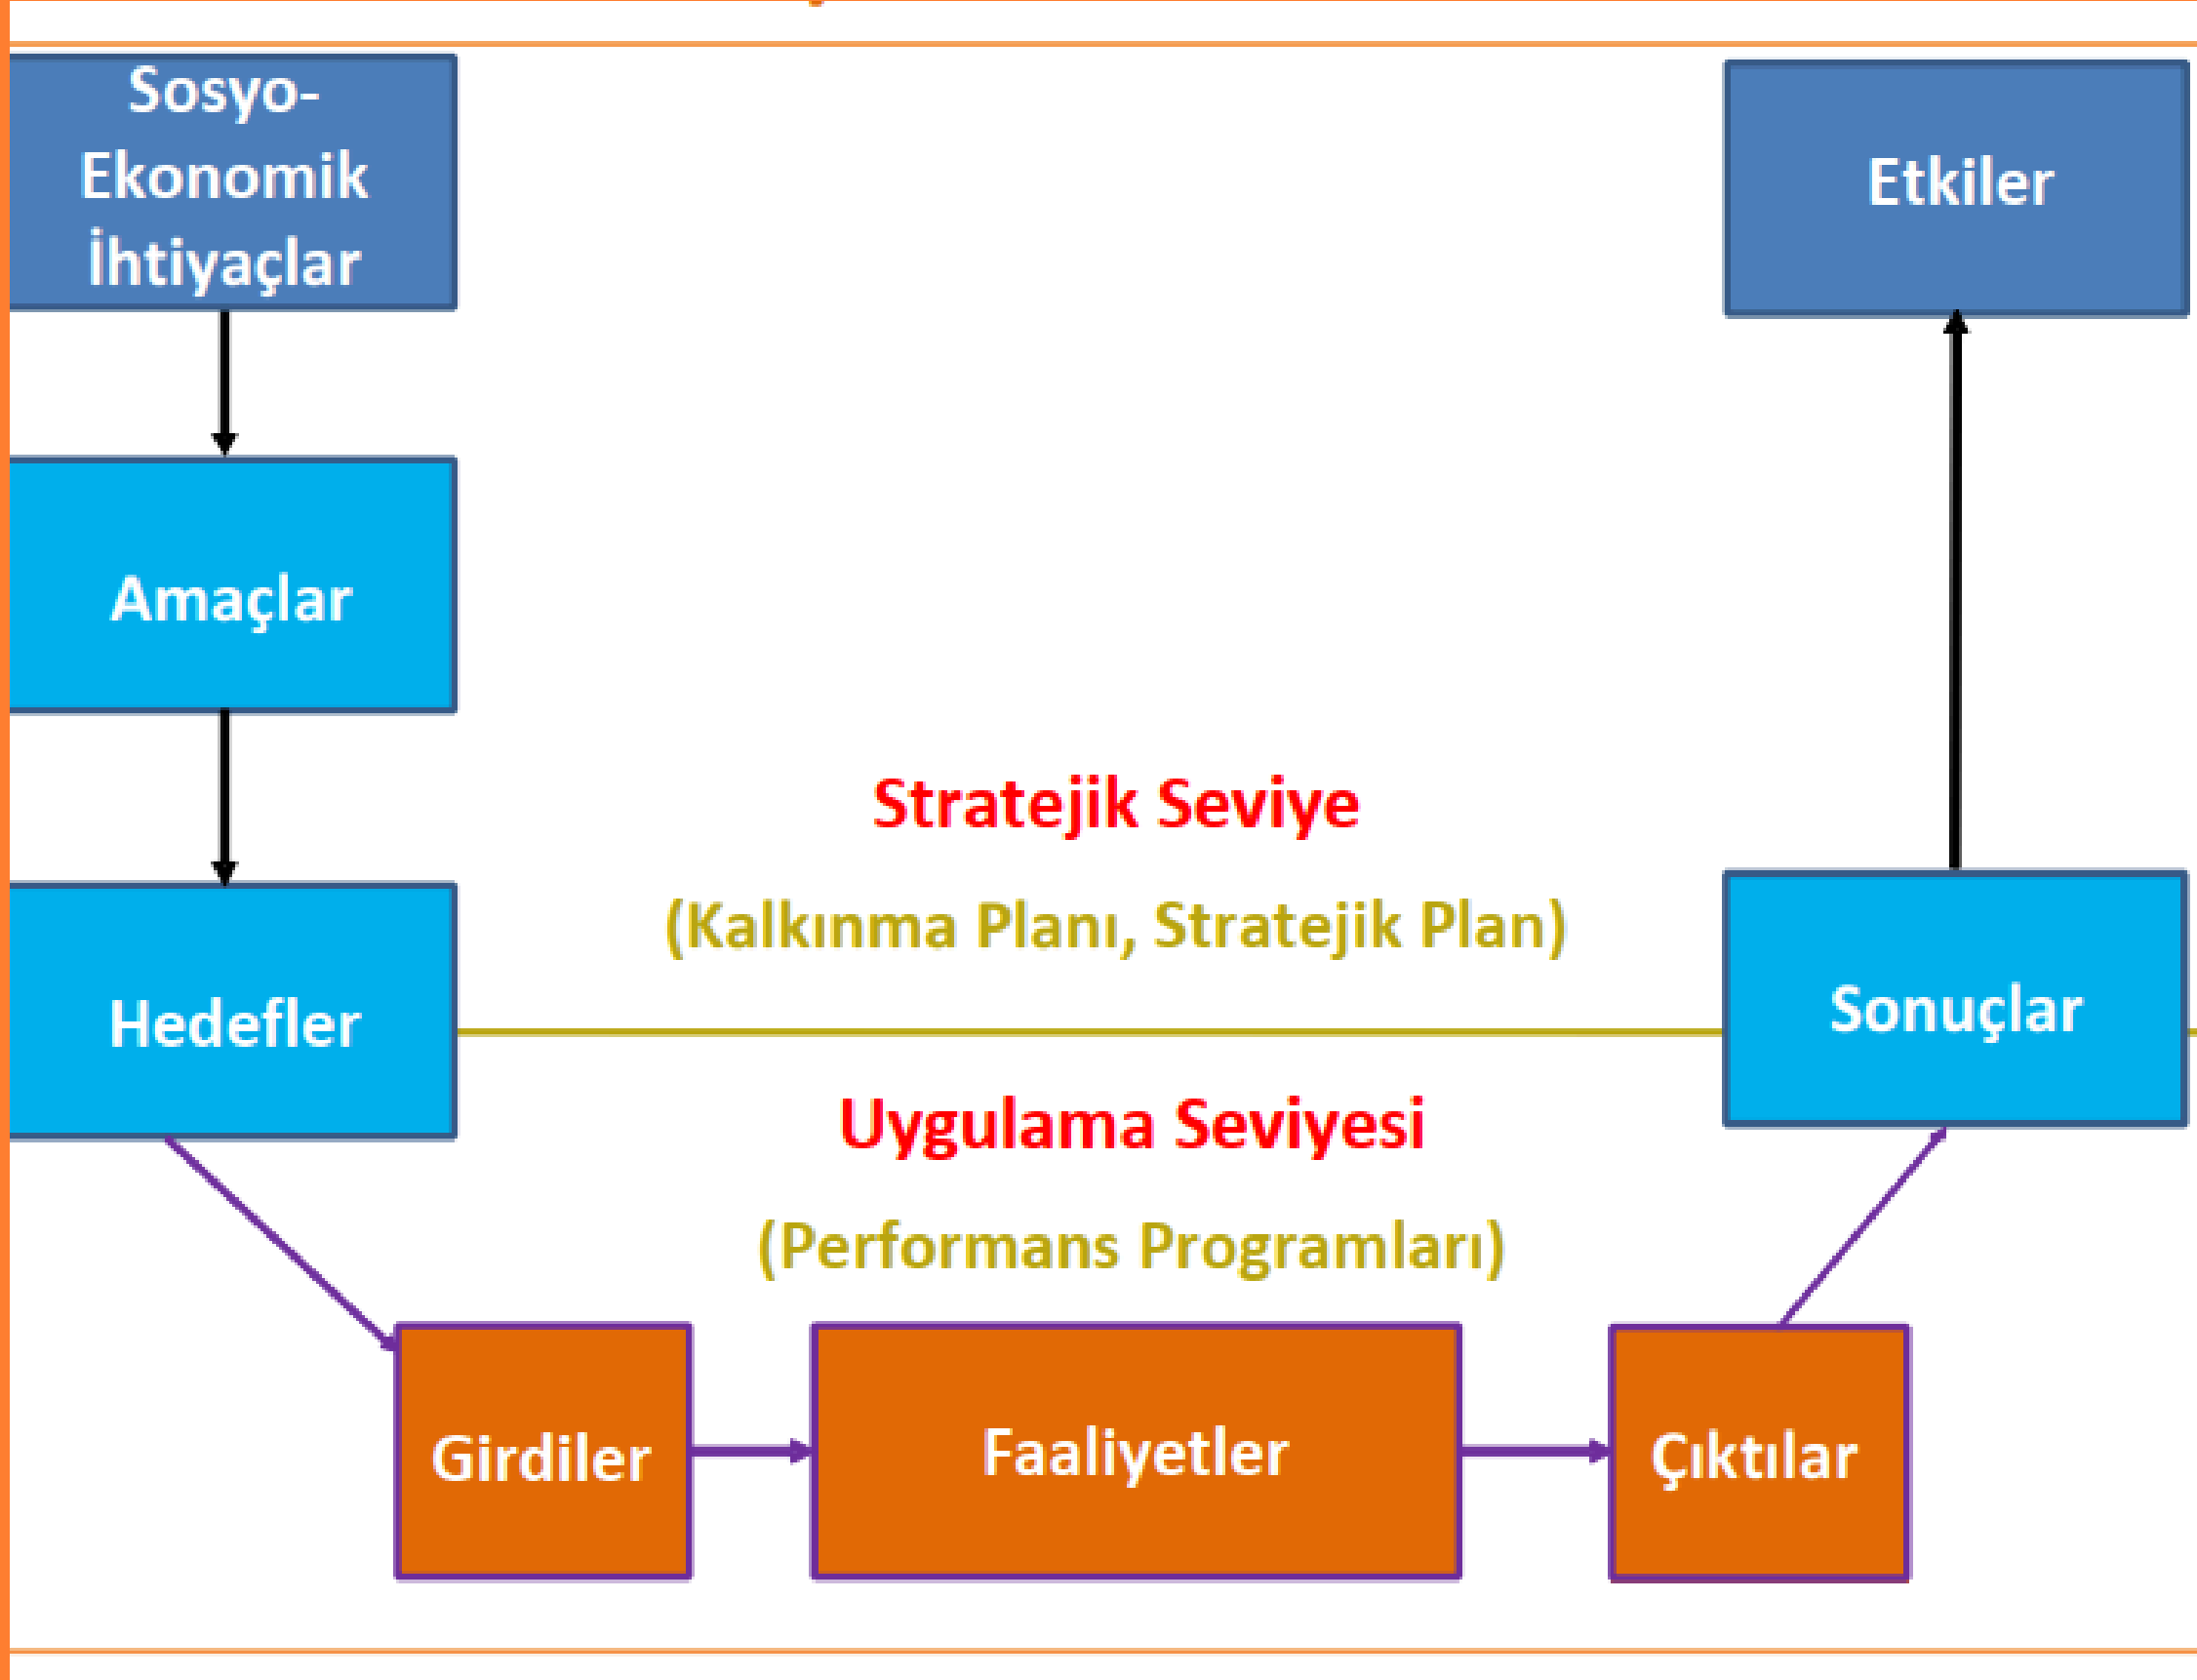 Sosyo-
Ekonomik
İhtiyaçlar
Etkiler
Amaçlar
Stratejik Seviye
(Kalkınma Planı, Stratejik Plan)
Hedefler
Sonuçlar
Uygulama Seviyesi
(Performans Programları)
Girdiler
Faaliyetler
Çıktılar